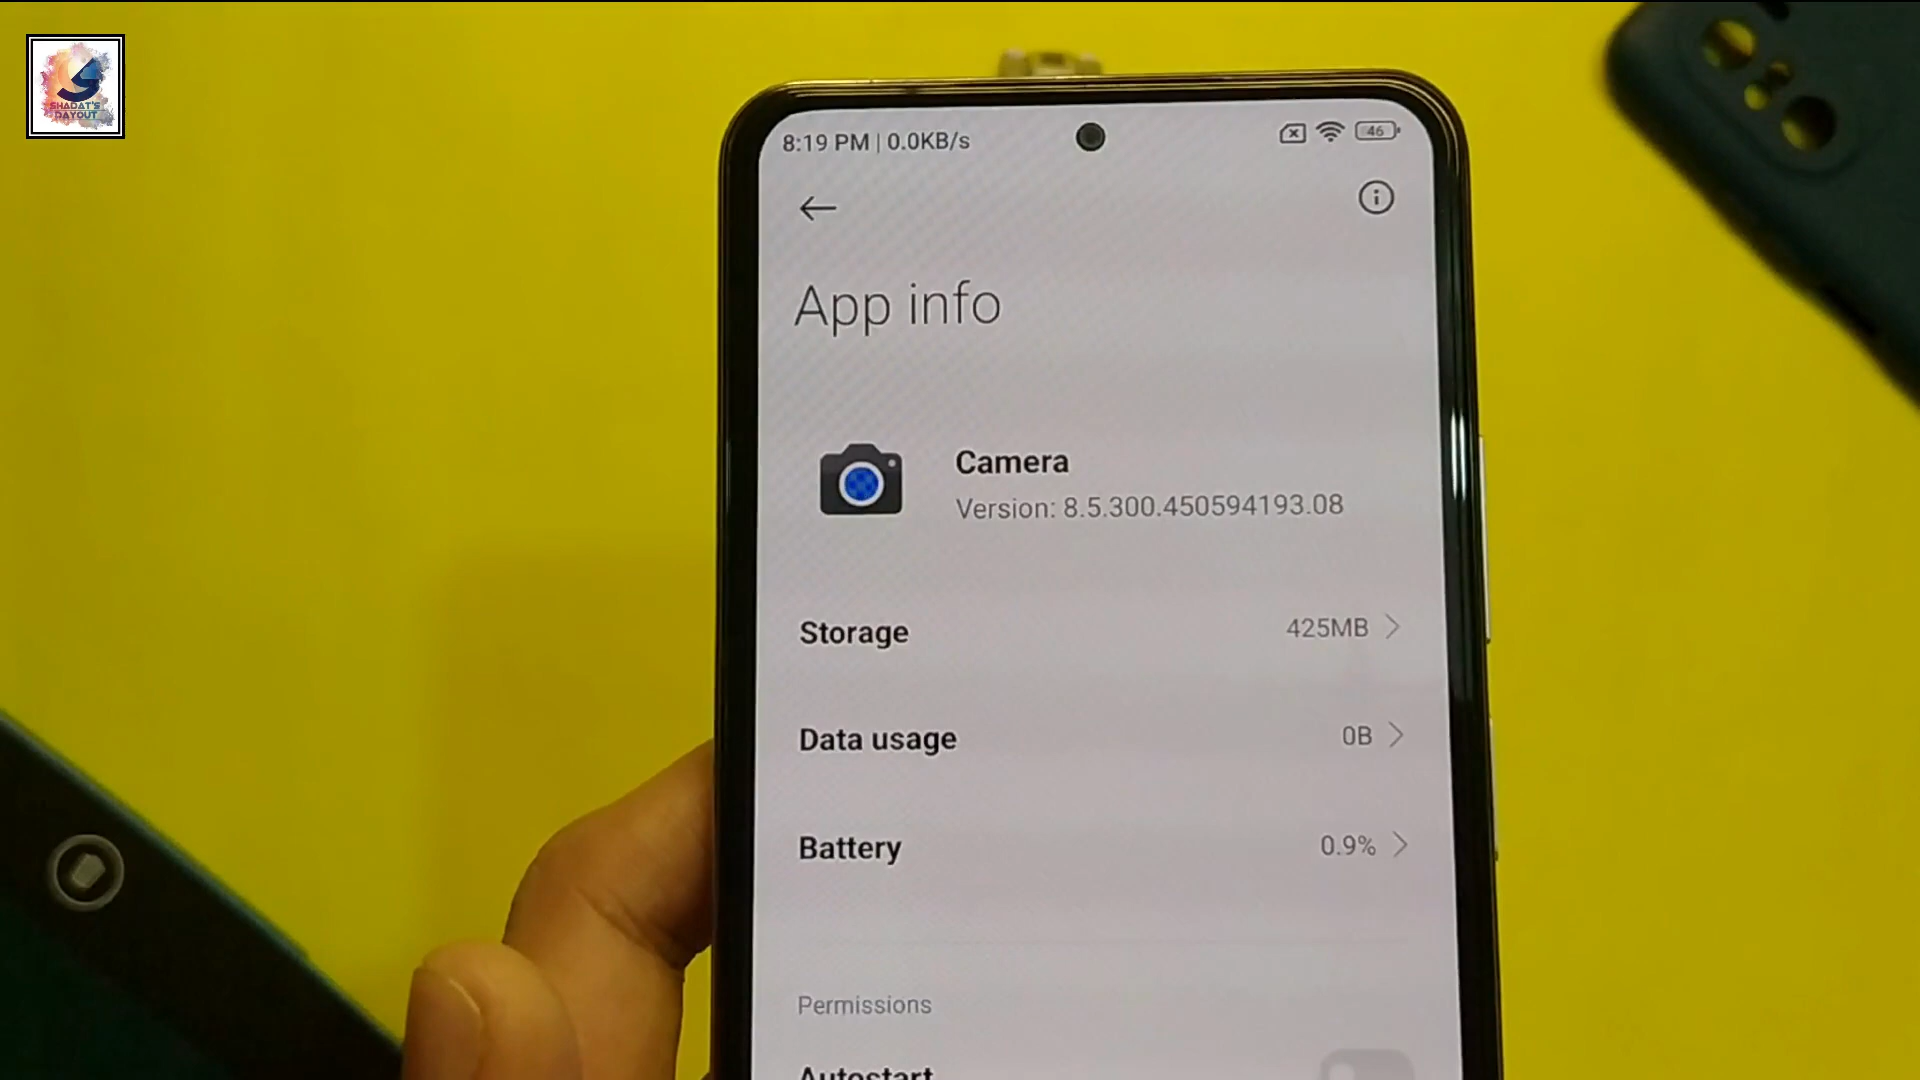 SHADAT'S
DAYOUT
8:19 PM | 0.0KB/s
46
App info
Camera
Version: 8.5.300.450594193.08
Storage
425MB
Data usage
0B
Battery
0.9%
Permissions
Autostart